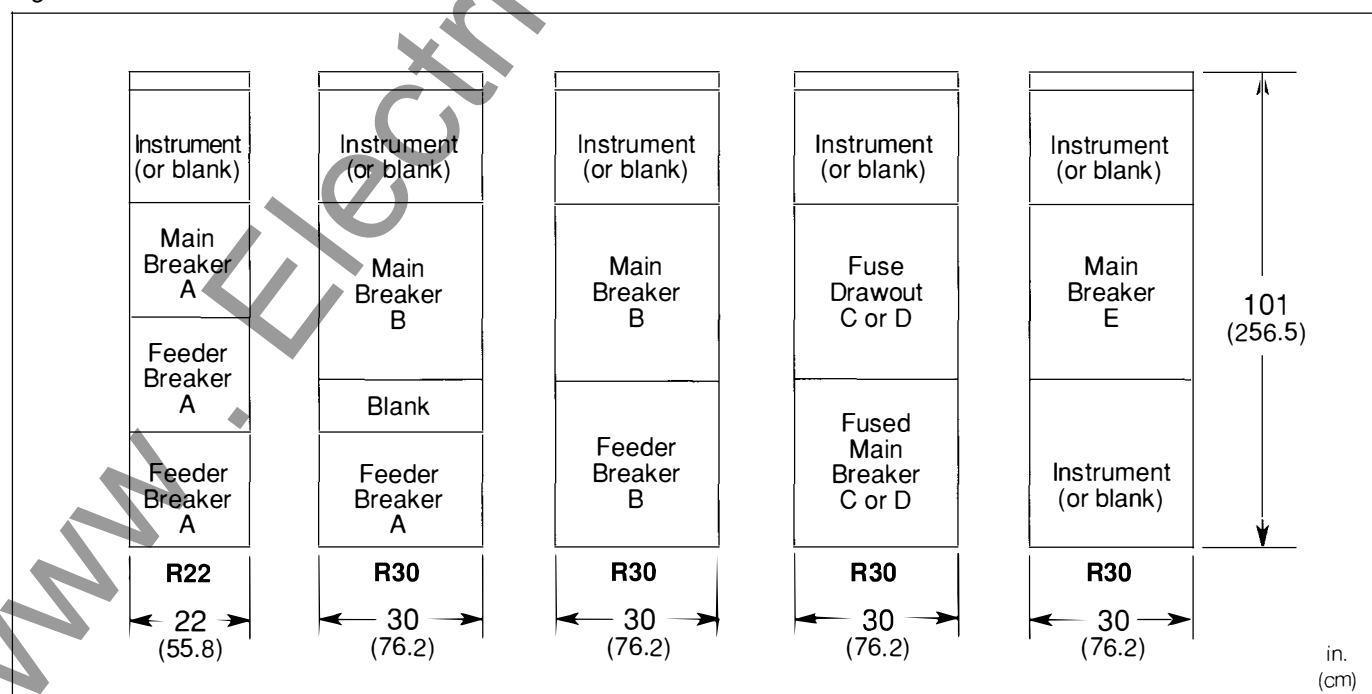 Instrument
(or blank)
Main
Breaker
A
Feeder
Breaker
A
Feeder
Breaker
A
R22
22
(55.8)
Instrument
(or blank)
Main
Breaker
B
Blank
Feeder
Breaker
A
R30
30
(76.2)
Instrument
(or blank)
Main
Breaker
B
Feeder
Breaker
B
R30
30
(76.2)
Instrument
(or blank)
Fuse
Drawout
C or D
Fused
Main
Breaker
C or D
R30
30
(76.2)
Instrument
(or blank)
Main
Breaker
E
Instrument
(or blank)
R30
30
(76.2)
101
(256.5)
in.
(cm)
www . Electri